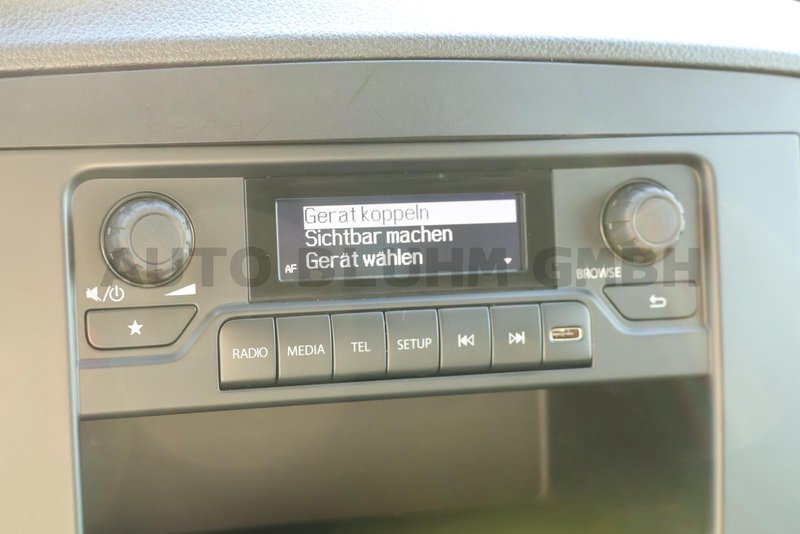 Gerät koppeln
Sichtbar machen
Gerät wählen
AF
AUTO BLUHM GMBH
BROWSE
RADIO
MEDIA
TEL
SETUP